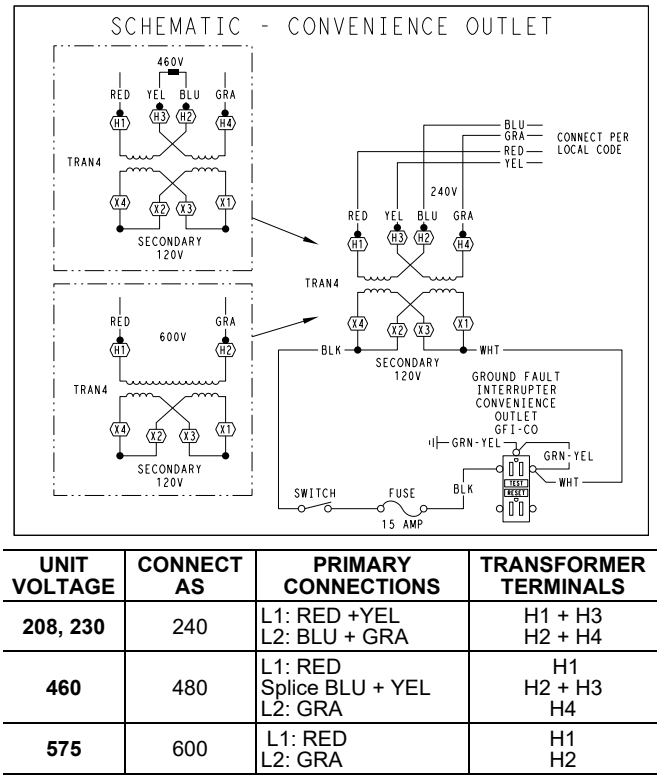 SCHEMATIC - CONVENIENCE OUTLET
460V
RED YEL BLU GRA
H1 H3 H2 H4
TRAN4
X4 X2 X3 X1
SECONDARY
120V
RED GRA
600V
H1 H2
TRAN4
X4 X2 X3 X1
SECONDARY
120V
BLU
GRA
RED
YEL
CONNECT PER
LOCAL CODE
240V
RED YEL BLU GRA
H1 H3 H2 H4
TRAN4
X4 X2 X3 X1
BLK
WHT
SECONDARY
120V
GROUND FAULT
INTERRUPTER
CONVENIENCE
OUTLET
GFI-CO
GRN-YEL
GRN-YEL
WHT
BLK
TEST
RESET
SWITCH
FUSE
15 AMP
UNIT VOLTAGE | CONNECT AS | PRIMARY CONNECTIONS | TRANSFORMER TERMINALS
208, 230 | 240 | L1: RED +YEL | H1 + H3
L2: BLU + GRA | H2 + H4
460 | 480 | L1: RED | H1
Splice BLU + YEL | H2 + H3
L2: GRA | H4
575 | 600 | L1: RED | H1
L2: GRA | H2